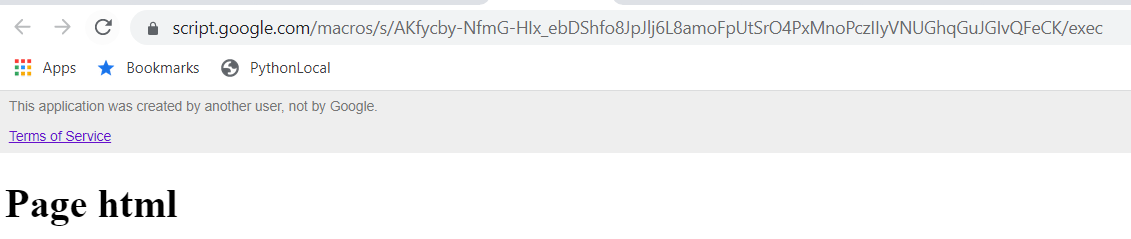 script.google.com/macros/s/AKfycby-NfmG-HIx_ebDShfo8JpJlj6L8amoFpUtSrO4PxMnoPczIIyVNUGhqGuJGlvQFeCK/exec
Apps Bookmarks PythonLocal
This application was created by another user, not by Google.
Terms of Service
Page html